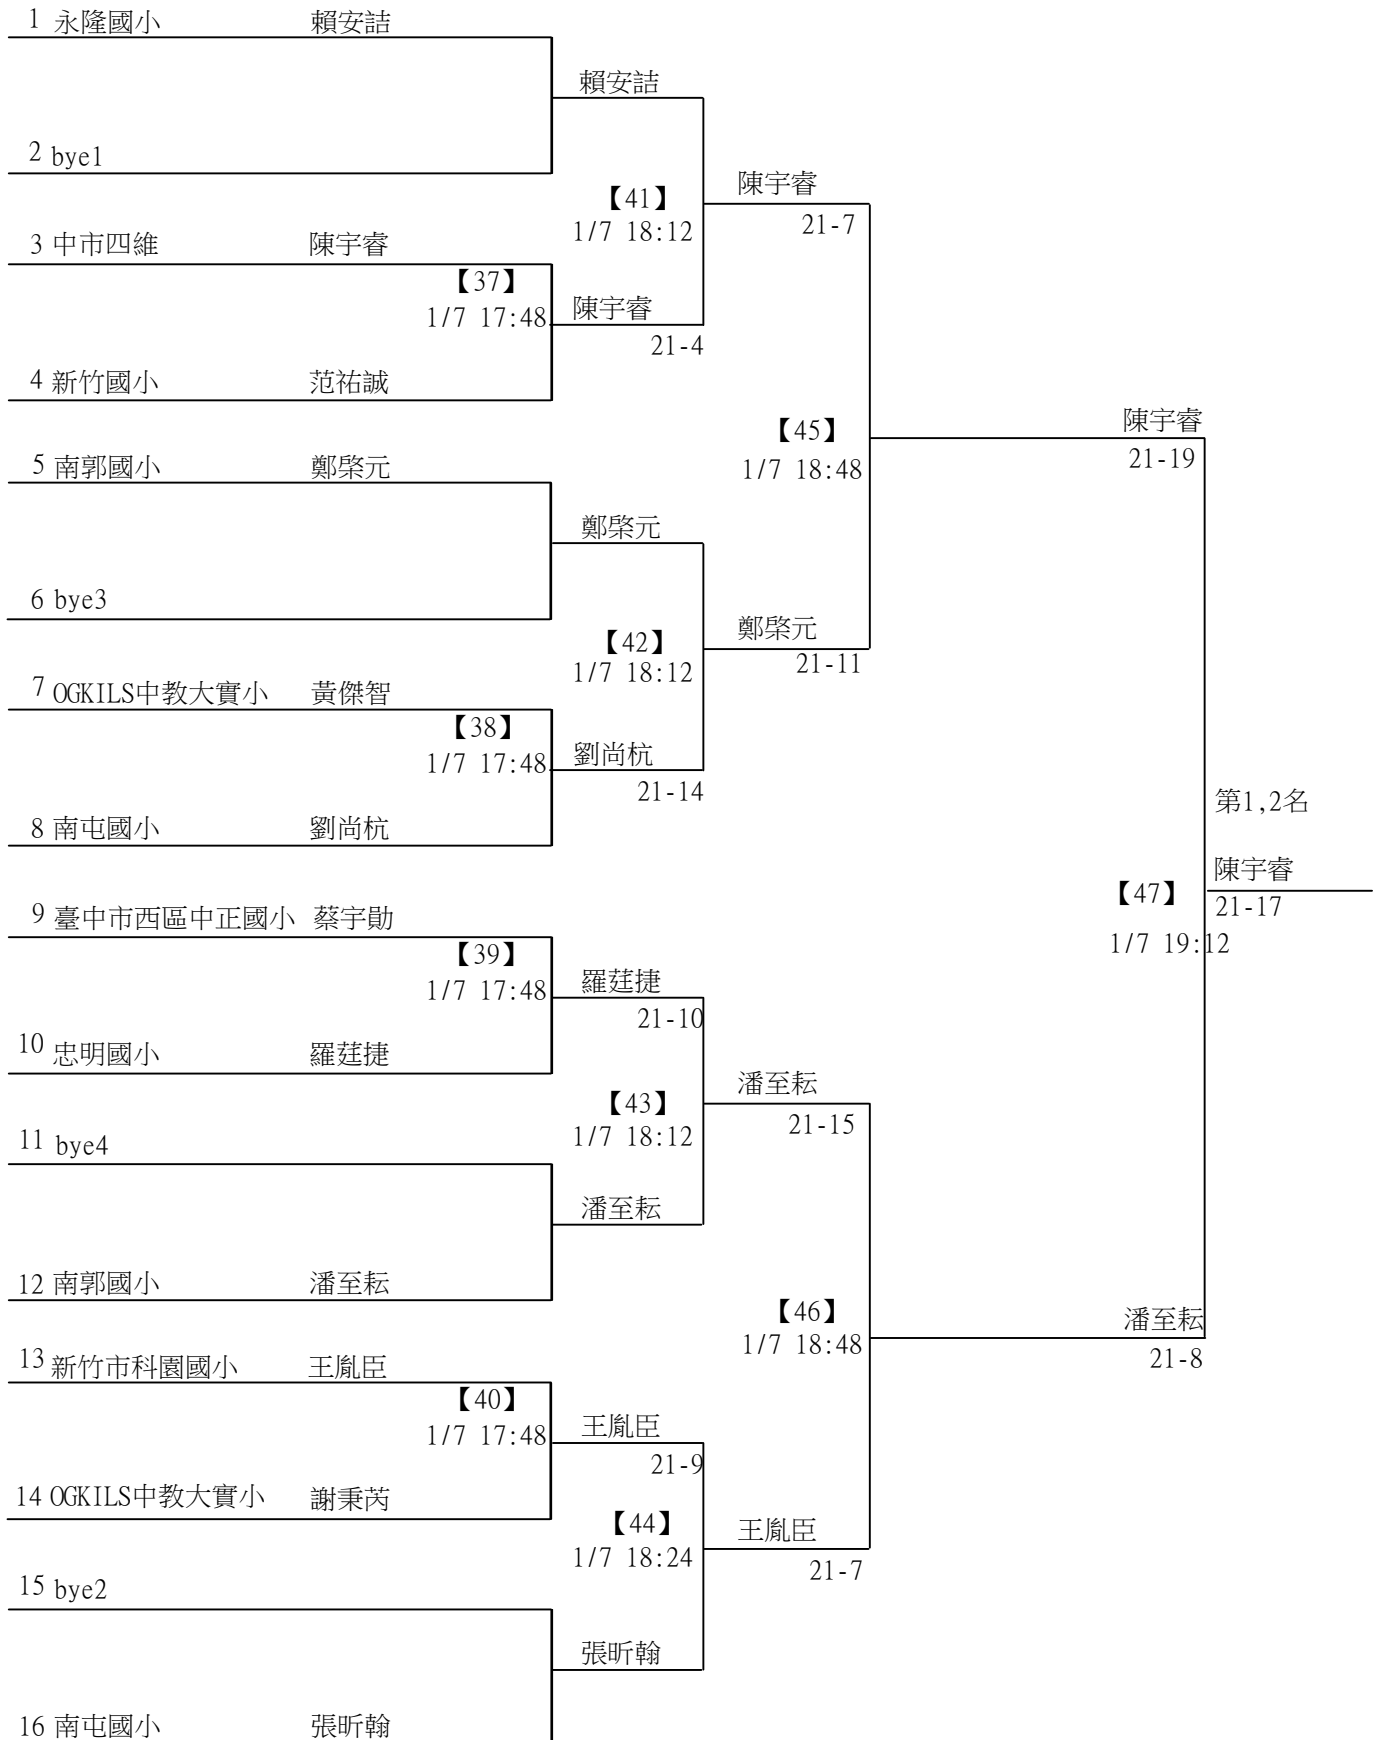 1 永隆國小 賴安喆
賴安喆
2 bye1
【41】
1/7 18:12
陳宇睿
21-7
3 中市四維 陳宇睿
【37】
1/7 17:48
陳宇睿
21-4
4 新竹國小 范祐誠
【45】
1/7 18:48
陳宇睿
21-19
5 南郭國小 鄭棨元
鄭棨元
6 bye3
【42】
1/7 18:12
鄭棨元
21-11
7 OGKILS中教大實小 黃傑智
【38】
1/7 17:48
劉尚杭
21-14
8 南屯國小 劉尚杭
第1,2名
【47】
1/7 19:12
陳宇睿
21-17
9 臺中市西區中正國小 蔡宇勛
【39】
1/7 17:48
羅莛捷
21-10
10 忠明國小 羅莛捷
【43】
1/7 18:12
潘至耘
21-15
11 bye4
潘至耘
12 南郭國小 潘至耘
【46】
1/7 18:48
潘至耘
21-8
13 新竹市科園國小 王胤臣
【40】
1/7 17:48
王胤臣
21-9
14 OGKILS中教大實小 謝秉芮
【44】
1/7 18:24
王胤臣
21-7
15 bye2
張昕翰
16 南屯國小 張昕翰